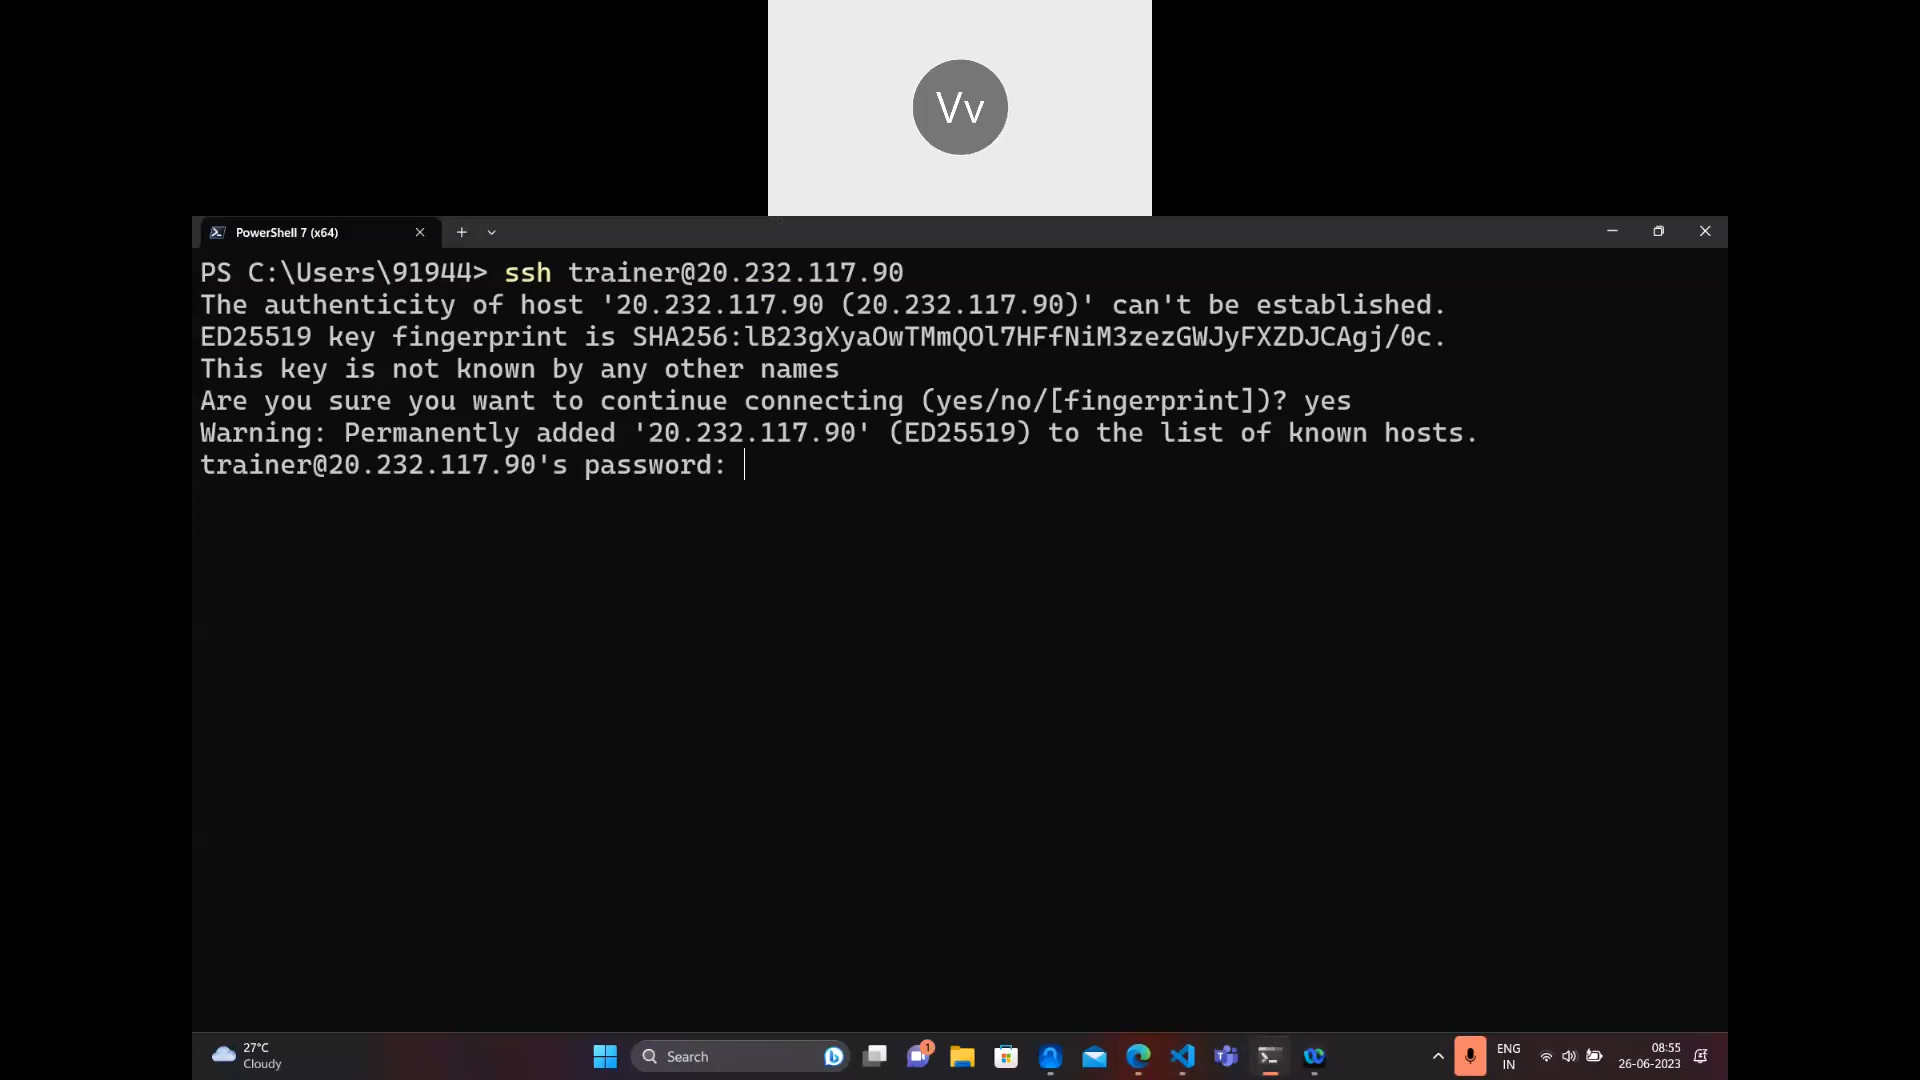 Vv
PowerShell 7 (x64)
PS C:\Users\91944> ssh trainer@20.232.117.90
The authenticity of host '20.232.117.90 (20.232.117.90)' can't be established.
ED25519 key fingerprint is SHA256:lB23gXyaOwTMmQOl7HFfNiM3zezGWJyFXZDJCAgj/0c.
This key is not known by any other names
Are you sure you want to continue connecting (yes/no/[fingerprint])? yes
Warning: Permanently added '20.232.117.90' (ED25519) to the list of known hosts.
trainer@20.232.117.90's password:
27°C
Cloudy
Search
1
ENG
IN
08:55
26-06-2023